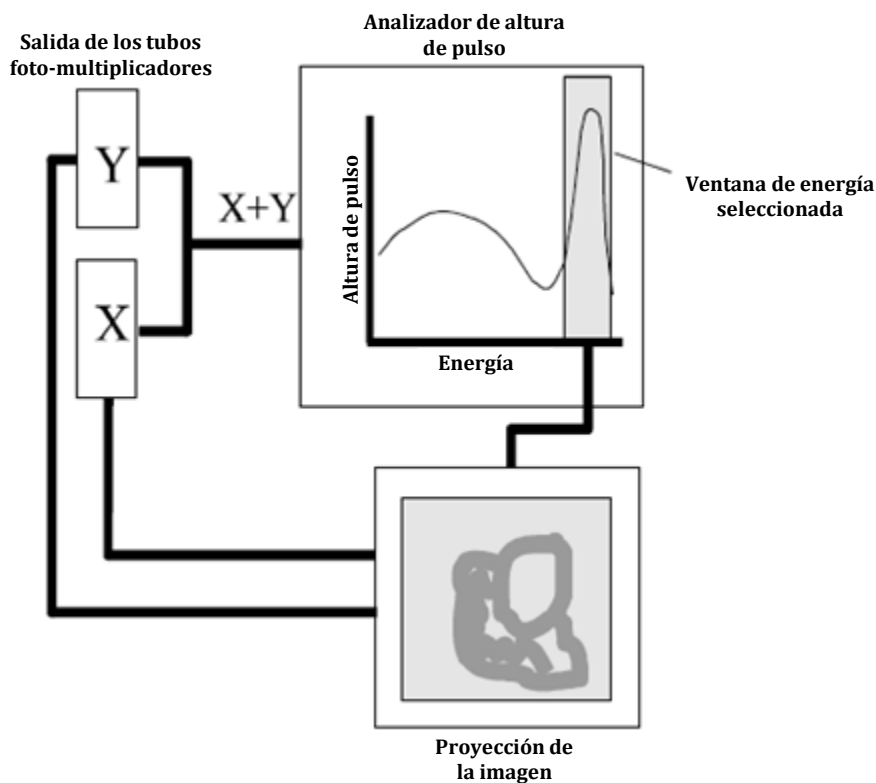 Salida de los tubos
foto-multiplicadores
Analizador de altura
de pulso
Y
X+Y
X
Altura de pulso
Energía
Ventana de energía
seleccionada
Proyección de
la imagen